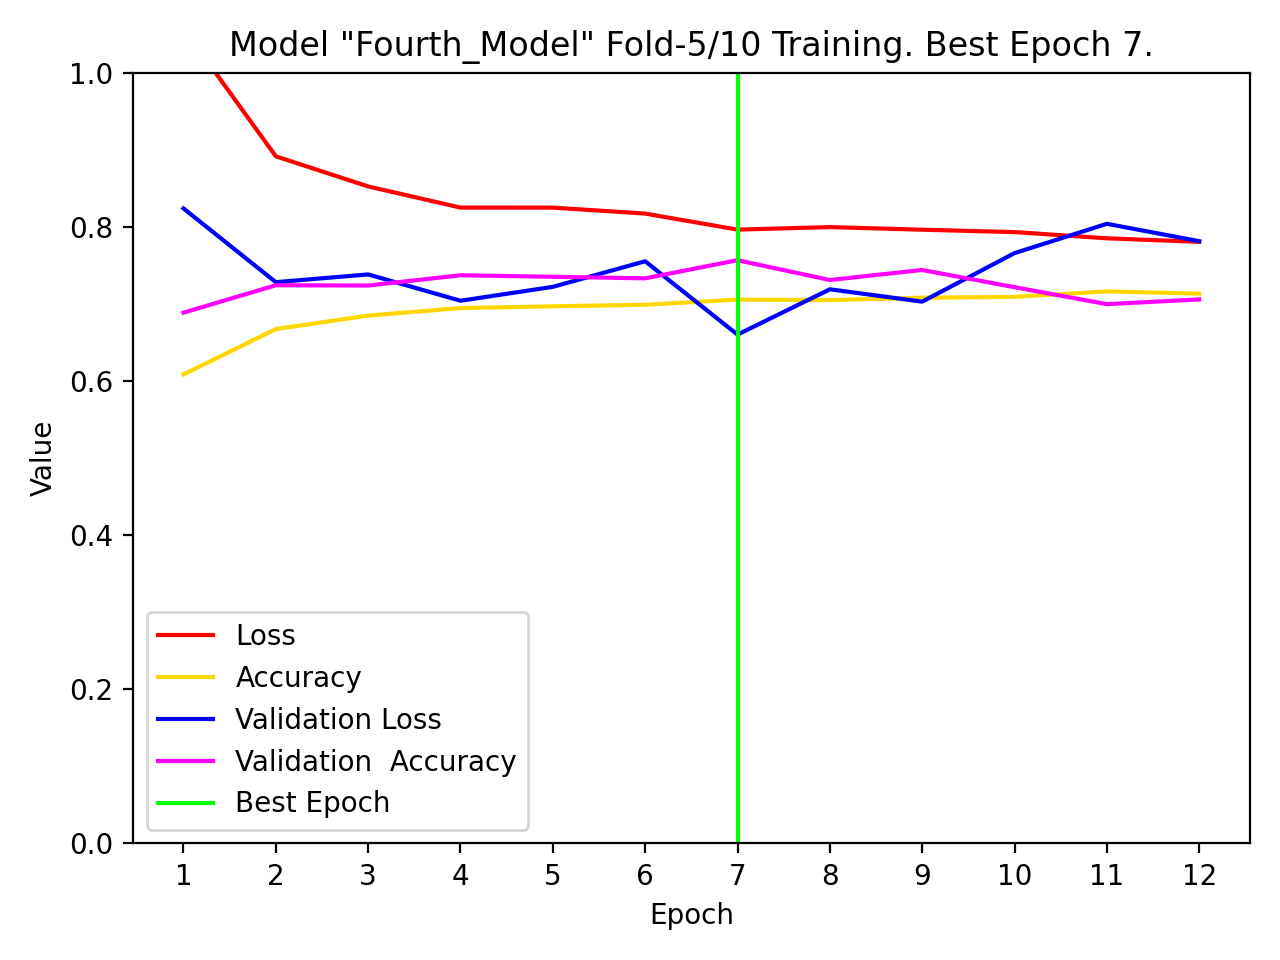 Model "Fourth_Model" Fold-5/10 Training. Best Epoch 7.
1.0
0.8
0.6
0.4
0.2
0.0
Value
Loss
Accuracy
Validation Loss
Validation  Accuracy
Best Epoch
1 2 3 4 5 6 7 8 9 10 11 12
Epoch